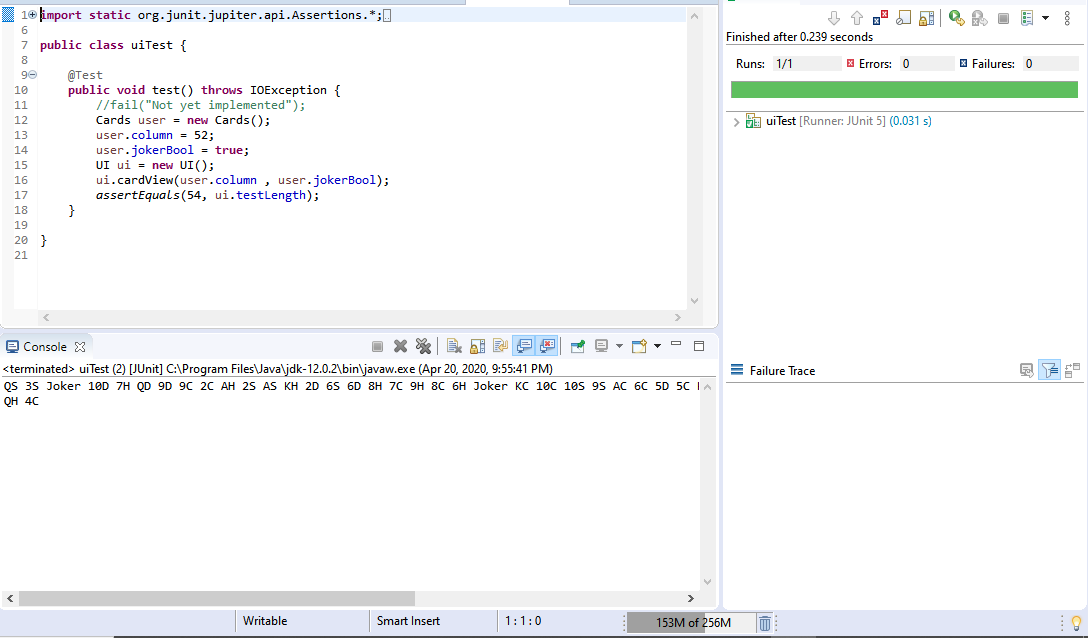 1 import static org.junit.jupiter.api.Assertions.*;
6
7 public class uiTest {
8
9 @Test
10 public void test() throws IOException {
11 //fail("Not yet implemented");
12 Cards user = new Cards();
13 user.column = 52;
14 user.jokerBool = true;
15 UI ui = new UI();
16 ui.cardView(user.column , user.jokerBool);
17 assertEquals(54, ui.testLength);
18 }
19
20 }
21
Finished after 0.239 seconds
Runs: 1/1 Errors: 0 Failures: 0
uiTest [Runner: JUnit 5] (0.031 s)
Console
<terminated> uiTest (2) [JUnit] C:\Program Files\Java\jdk-12.0.2\bin\javaw.exe (Apr 20, 2020, 9:55:41 PM)
QS 3S Joker 10D 7H QD 9D 9C 2C AH 2S AS KH 2D 6S 6D 8H 7C 9H 8C 6H Joker KC 10C 10S 9S AC 6C 5D 5C
QH 4C
Failure Trace
Writable Smart Insert 1 : 1 : 0 153M of 256M